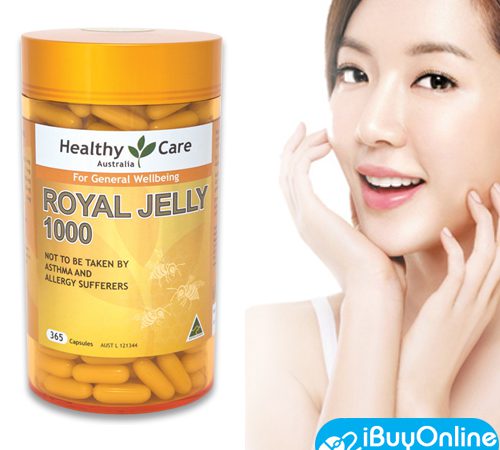 Healthy Care
Australia
For General Wellbeing
ROYAL JELLY
1000
NOT TO BE TAKEN BY
ASTHMA AND
ALLERGY SUFFERERS
365 Capsules AUST L 121344
iBuyOnline